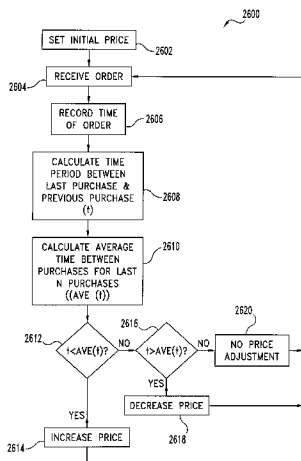 2600
SET INITIAL PRICE
2602
RECEIVE ORDER
2604
RECORD TIME
OF ORDER
2606
CALCULATE TIME
PERIOD BETWEEN
LAST PURCHASE &
PREVIOUS PURCHASE
(t)
2608
CALCULATE AVERAGE
TIME BETWEEN
PURCHASES FOR LAST
N PURCHASES
((AVE (t))
2610
2612
t<AVE(t)?
NO
2616
t>AVE(t)?
NO
2620
NO PRICE
ADJUSTMENT
YES
YES
DECREASE PRICE
2618
INCREASE PRICE
2614